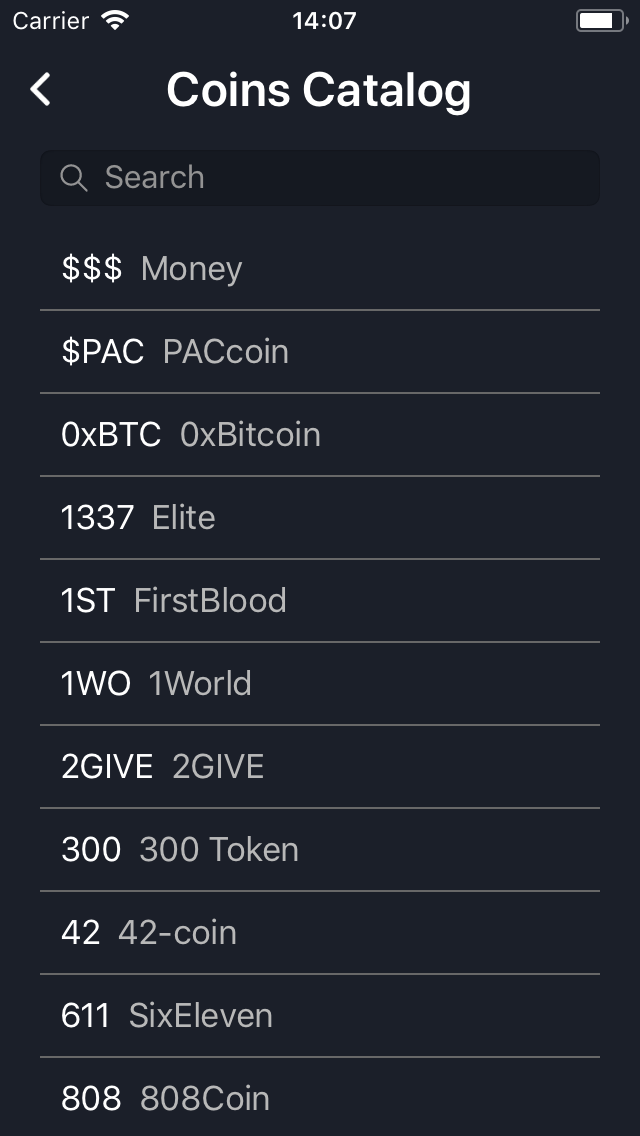 Carrier 14:07
Coins Catalog
Search
$$$ Money
$PAC PACcoin
0xBTC 0xBitcoin
1337 Elite
1ST FirstBlood
1WO 1World
2GIVE 2GIVE
300 300 Token
42 42-coin
611 SixEleven
808 808Coin